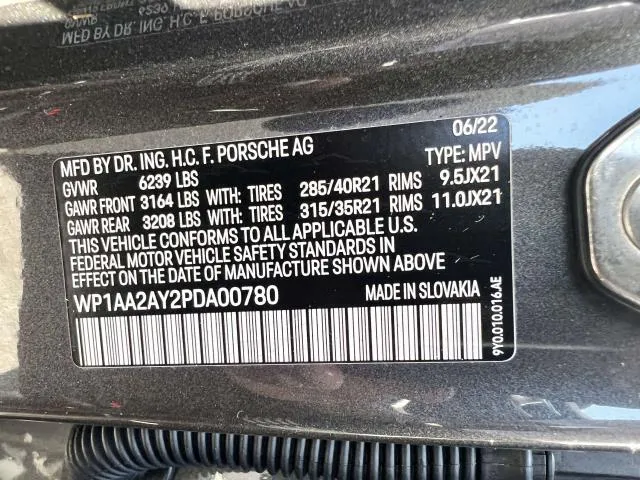 06/22
MFD BY DR. ING. H.C. F. PORSCHE AG TYPE: MPV
GVWR 6239 LBS
GAWR FRONT 3164 LBS WITH: TIRES 285/40R21 RIMS 9.5JX21
GAWR REAR 3208 LBS WITH: TIRES 315/35R21 RIMS 11.0JX21
THIS VEHICLE CONFORMS TO ALL APPLICABLE U.S.
FEDERAL MOTOR VEHICLE SAFETY STANDARDS IN
EFFECT ON THE DATE OF MANUFACTURE SHOWN ABOVE.
WP1AA2AY2PDA00780 MADE IN SLOVAKIA
9Y0.010.016.AE